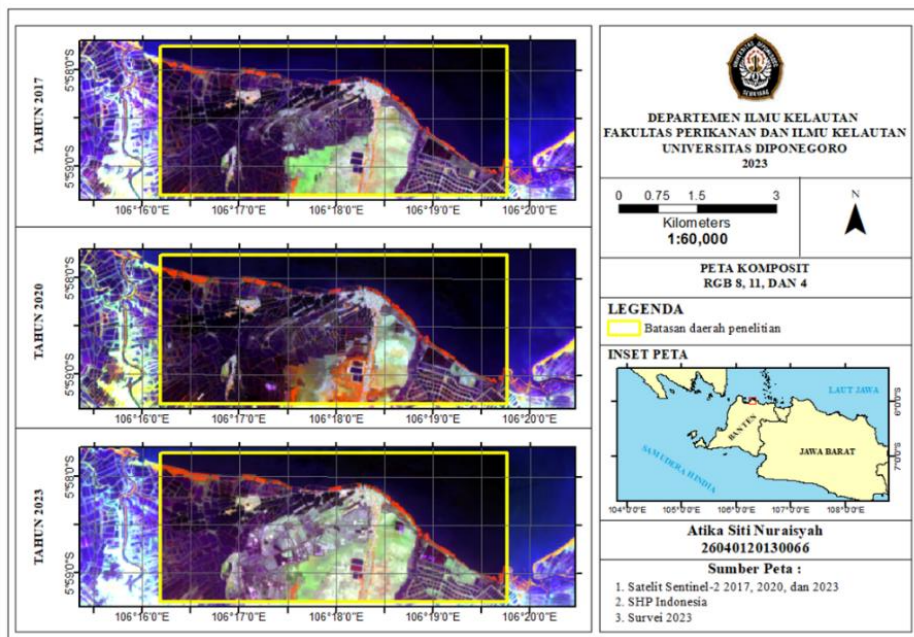 TAHUN 2017
5°58'0"S
5°59'0"S
106°16'0"E 106°17'0"E 106°18'0"E 106°19'0"E 106°20'0"E
TAHUN 2020
5°58'0"S
5°59'0"S
106°16'0"E 106°17'0"E 106°18'0"E 106°19'0"E 106°20'0"E
TAHUN 2023
5°58'0"S
5°59'0"S
106°16'0"E 106°17'0"E 106°18'0"E 106°19'0"E 106°20'0"E
DEPARTEMEN ILMU KELAUTAN
FAKULTAS PERIKANAN DAN ILMU KELAUTAN
UNIVERSITAS DIPONEGORO
2023
0 0.75 1.5 3
Kilometers
1:60,000
N
PETA KOMPOSIT
RGB 8, 11, DAN 4
LEGENDA
Batasan daerah penelitian
INSET PETA
LAUT JAWA
BANTEN
JAWA BARAT
SAMUDERA HINDIA
6°0'0"S
7°0'0"S
104°0'0"E 105°0'0"E 106°0'0"E 107°0'0"E 108°0'0"E
Atika Siti Nuraisyah
26040120130066
Sumber Peta :
1. Satelit Sentinel-2 2017, 2020, dan 2023
2. SHP Indonesia
3. Survei 2023